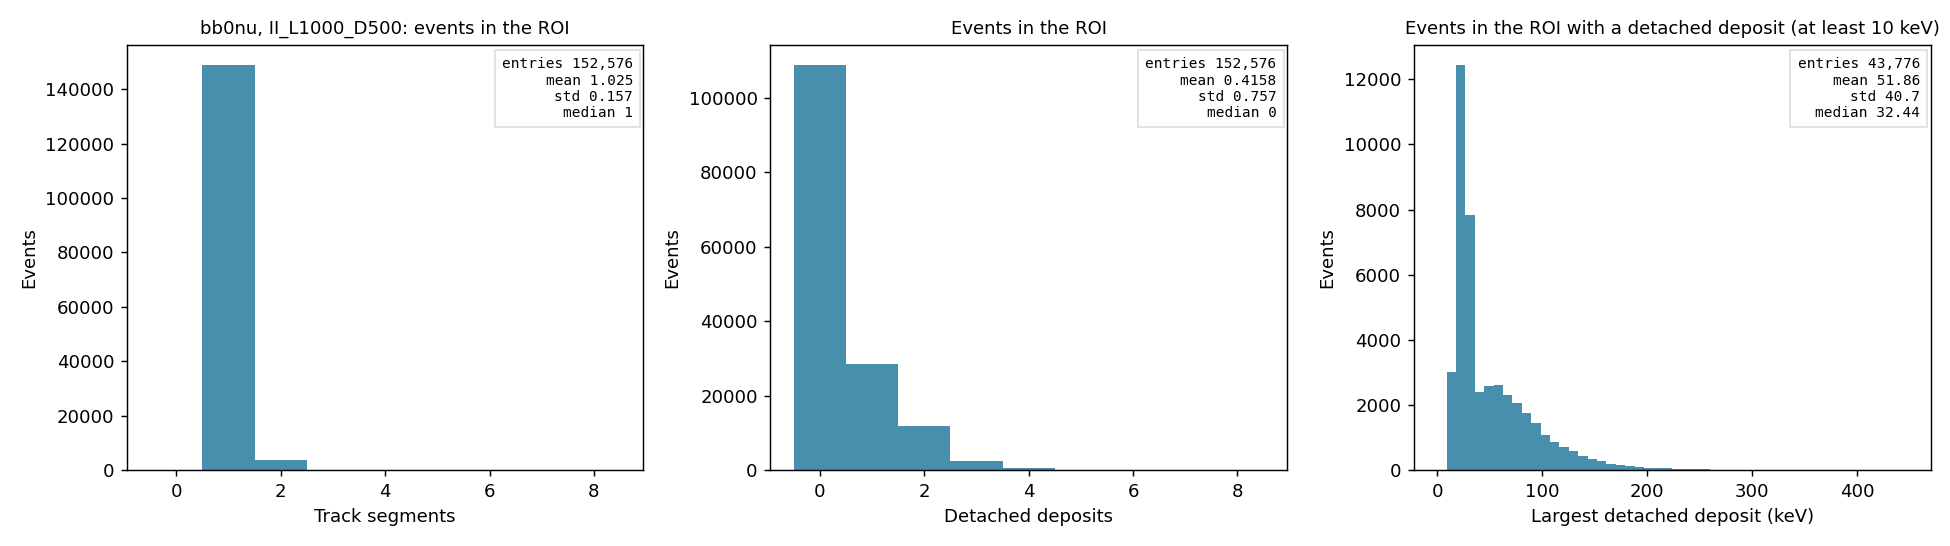 bb0nu, II_L1000_D500: events in the ROI
entries 152,576
mean 1.025
std 0.157
median 1
140000
120000
100000
80000
60000
40000
20000
0
Events
0 2 4 6 8
Track segments
Events in the ROI
entries 152,576
mean 0.4158
std 0.757
median 0
100000
80000
60000
40000
20000
0
Events
0 2 4 6 8
Detached deposits
Events in the ROI with a detached deposit (at least 10 keV)
entries 43,776
mean 51.86
std 40.7
median 32.44
12000
10000
8000
6000
4000
2000
0
Events
0 100 200 300 400
Largest detached deposit (keV)